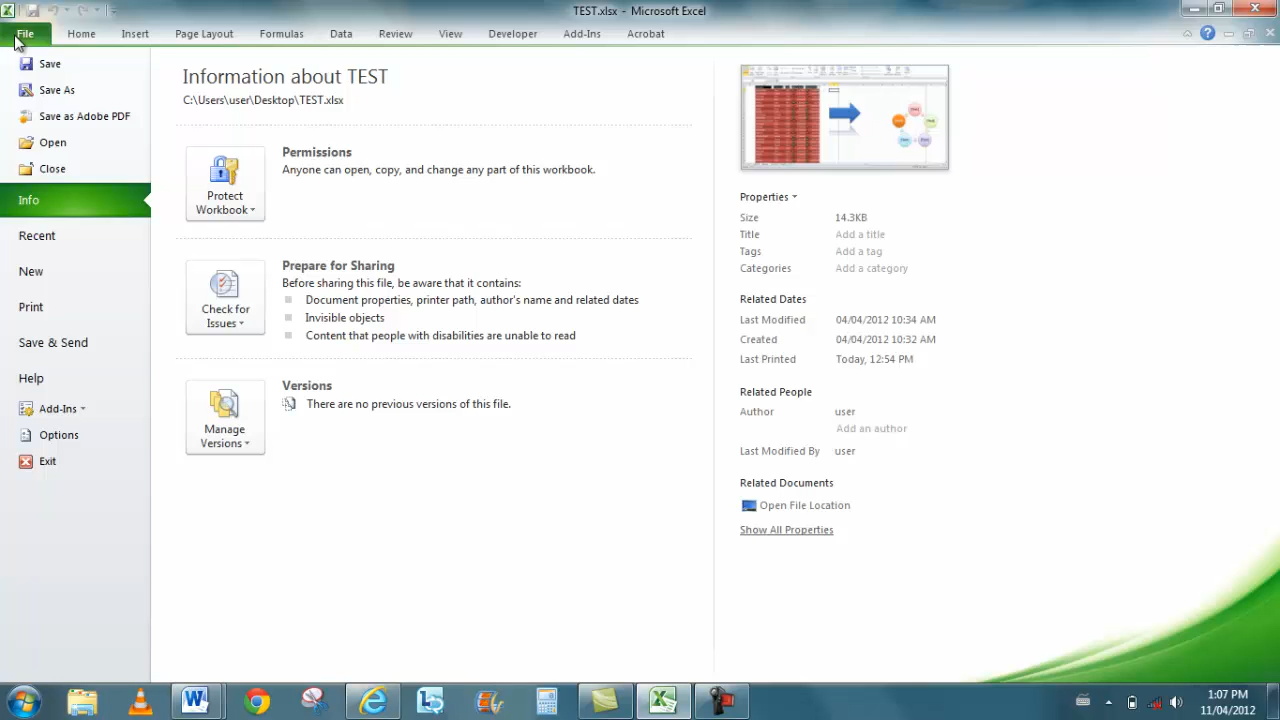 TEST.xlsx - Microsoft Excel
File Home Insert Page Layout Formulas Data Review View Developer Add-Ins Acrobat
Save
Save As
Save as Adobe PDF
Open
Close
Info
Recent
New
Print
Save & Send
Help
Add-Ins
Options
Exit
Information about TEST
C:\Users\user\Desktop\TEST.xlsx
Protect
Workbook
Permissions
Anyone can open, copy, and change any part of this workbook.
Check for
Issues
Prepare for Sharing
Before sharing this file, be aware that it contains:
Document properties, printer path, author's name and related dates
Invisible objects
Content that people with disabilities are unable to read
Manage
Versions
Versions
There are no previous versions of this file.
Properties
Size 14.3KB
Title Add a title
Tags Add a tag
Categories Add a category
Related Dates
Last Modified 04/04/2012 10:34 AM
Created 04/04/2012 10:32 AM
Last Printed Today, 12:54 PM
Related People
Author user
Add an author
Last Modified By user
Related Documents
Open File Location
Show All Properties
1:07 PM
11/04/2012